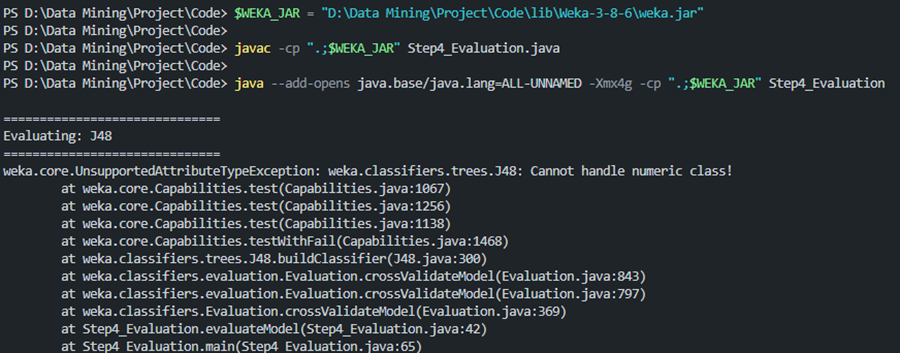 PS D:\Data Mining\Project\Code> $WEKA_JAR = "D:\Data Mining\Project\Code\lib\Weka-3-8-6\weka.jar"
PS D:\Data Mining\Project\Code>
PS D:\Data Mining\Project\Code> javac -cp ".;$WEKA_JAR" Step4_Evaluation.java
PS D:\Data Mining\Project\Code>
PS D:\Data Mining\Project\Code> java --add-opens java.base/java.lang=ALL-UNNAMED -Xmx4g -cp ".;$WEKA_JAR" Step4_Evaluation
==============================
Evaluating: J48
==============================
weka.core.UnsupportedAttributeTypeException: weka.classifiers.trees.J48: Cannot handle numeric class!
        at weka.core.Capabilities.test(Capabilities.java:1067)
        at weka.core.Capabilities.test(Capabilities.java:1256)
        at weka.core.Capabilities.test(Capabilities.java:1138)
        at weka.core.Capabilities.testWithFail(Capabilities.java:1468)
        at weka.classifiers.trees.J48.buildClassifier(J48.java:300)
        at weka.classifiers.evaluation.Evaluation.crossValidateModel(Evaluation.java:843)
        at weka.classifiers.evaluation.Evaluation.crossValidateModel(Evaluation.java:797)
        at weka.classifiers.Evaluation.crossValidateModel(Evaluation.java:369)
        at Step4_Evaluation.evaluateModel(Step4_Evaluation.java:42)
        at Step4_Evaluation.main(Step4_Evaluation.java:65)